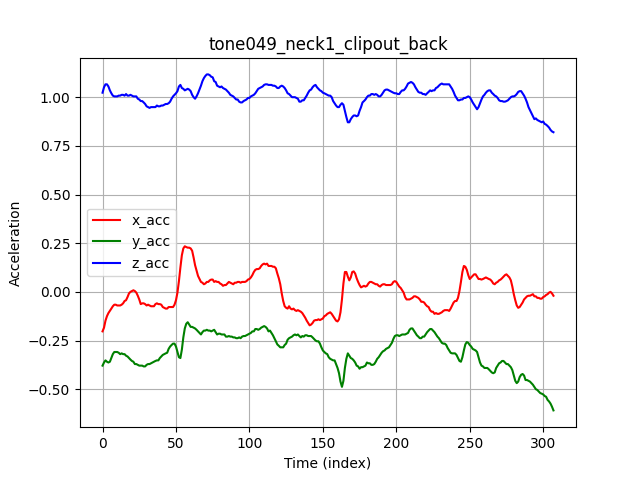 tone049_neck1_clipout_back
1.00
0.75
0.50
0.25
0.00
−0.25
−0.50
Acceleration
x_acc
y_acc
z_acc
0 50 100 150 200 250 300
Time (index)